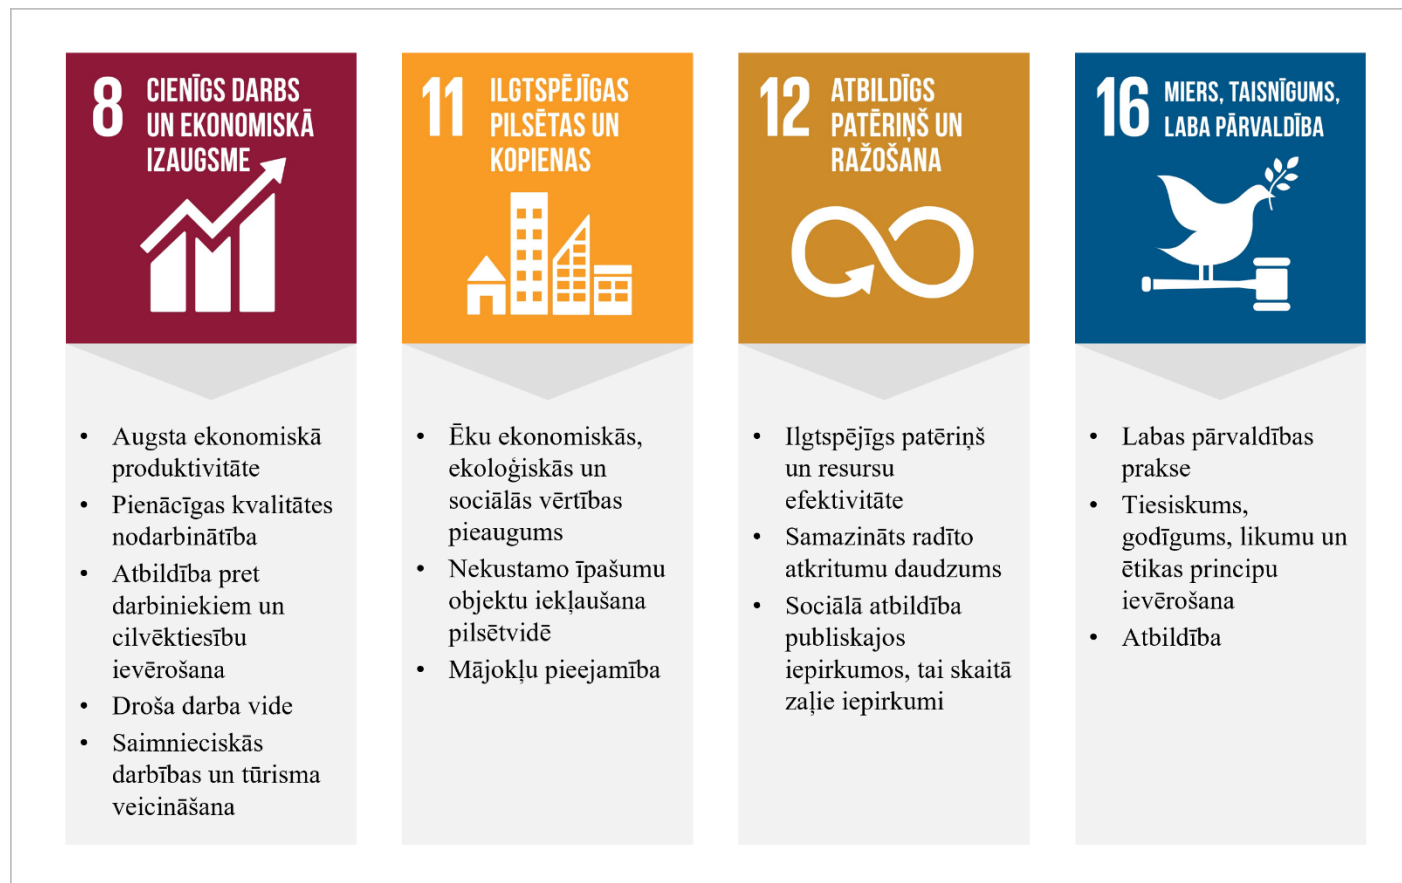 8 CIENĪGS DARBS
UN EKONOMISKĀ
IZAUGSME
• Augsta ekonomiskā
produktivitāte
• Pienācīgas kvalitātes
nodarbinātība
• Atbildība pret
darbiniekiem un
cilvēktiesību
ievērošana
• Droša darba vide
• Saimnieciskās
darbības un tūrisma
veicināšana
11 ILGTSPĒJĪGAS
PILSĒTAS UN
KOPIENAS
• Ēku ekonomiskās,
ekoloģiskās un
sociālās vērtības
pieaugums
• Nekustamo īpašumu
objektu iekļaušana
pilsētvidē
• Mājokļu pieejamība
12 ATBILDĪGS
PATĒRIŅŠ UN
RAŽOŠANA
• Ilgtspējīgs patēriņš
un resursu
efektivitāte
• Samazināts radīto
atkritumu daudzums
• Sociālā atbildība
publiskajos
iepirkumos, tai skaitā
zaļie iepirkumi
16 MIERS, TAISNĪGUMS,
LABA PĀRVALDĪBA
• Labas pārvaldības
prakse
• Tiesiskums,
godīgums, likumu un
ētikas principu
ievērošana
• Atbildība